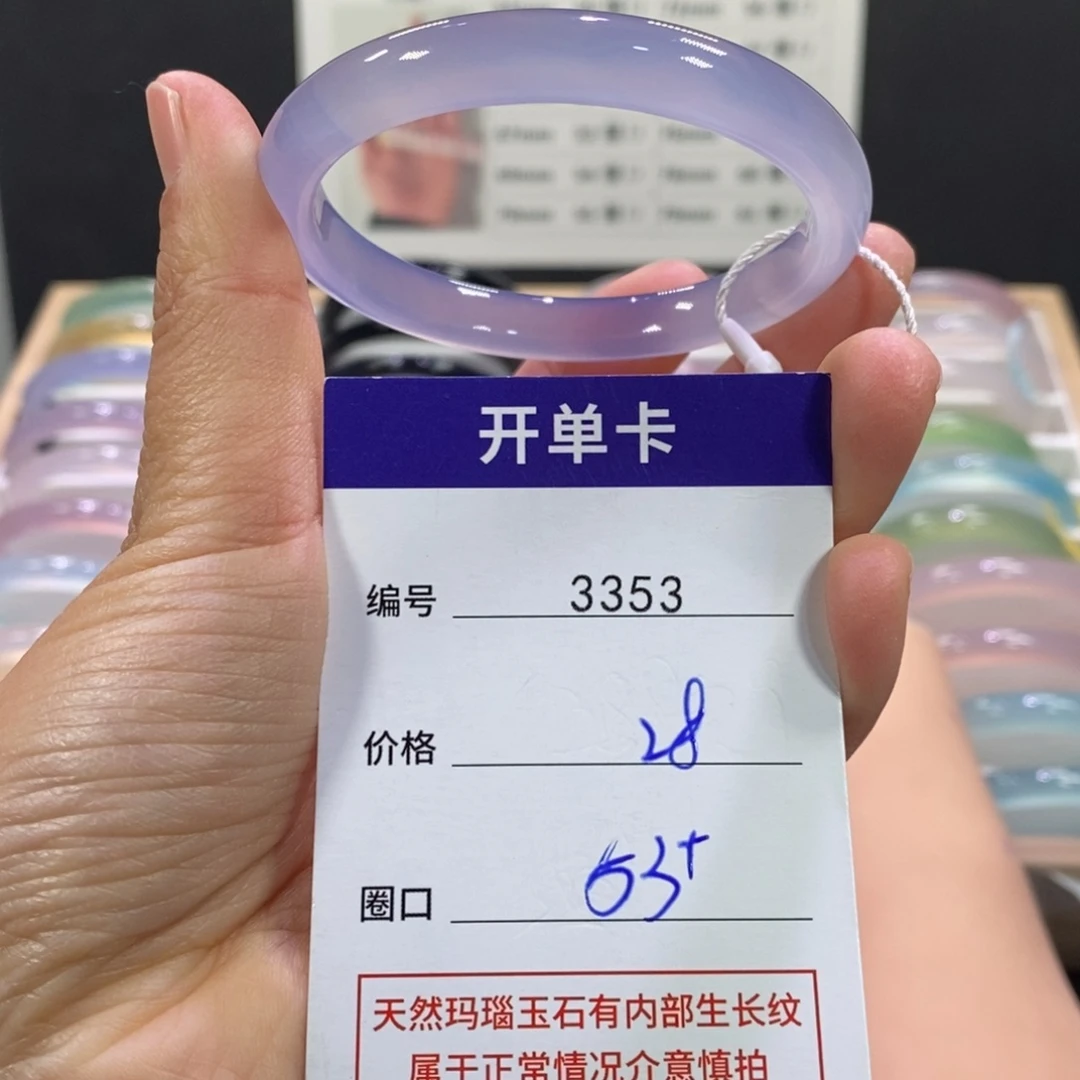 开单卡
编号 3353
价格 28
圈口 53+
天然玛瑙玉石有内部生长纹
属于正常情况介意慎拍